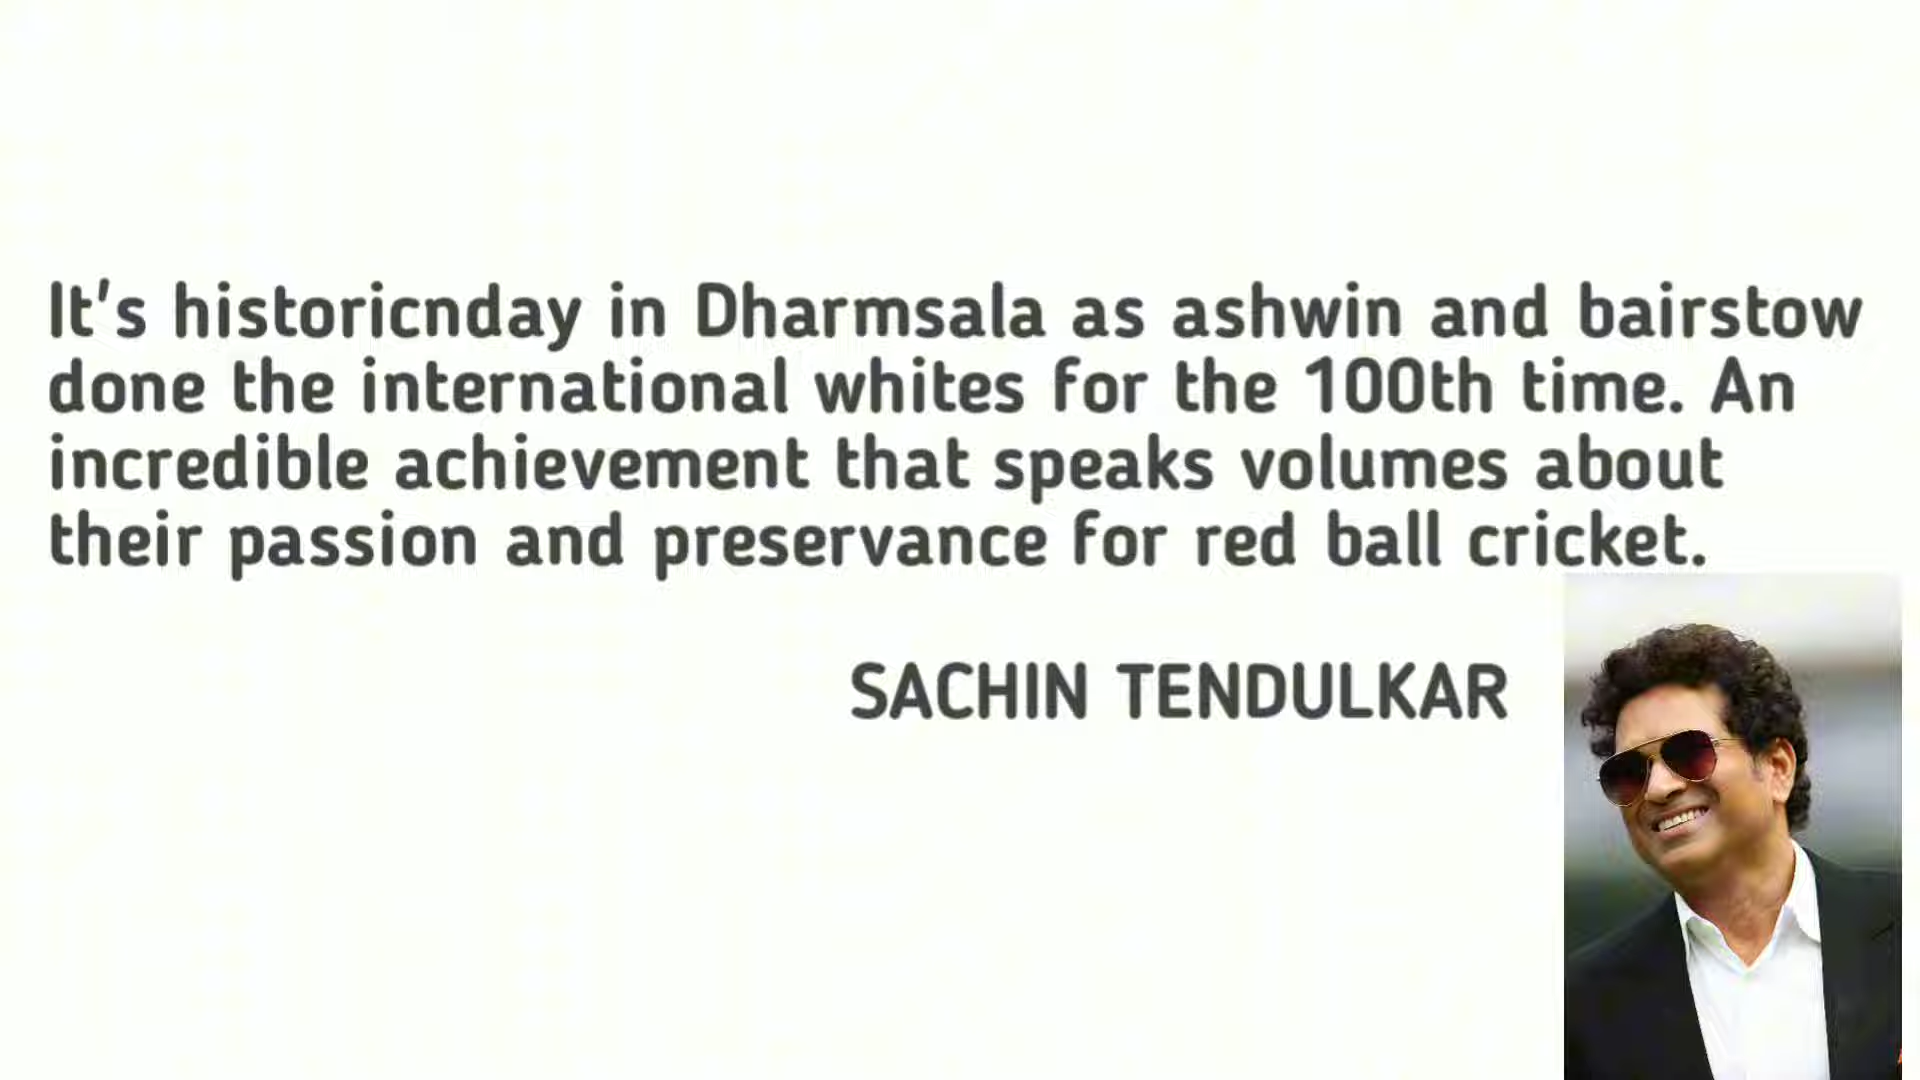 It's historicnday in Dharmsala as ashwin and bairstow
done the international whites for the 100th time. An
incredible achievement that speaks volumes about
their passion and preservance for red ball cricket.
SACHIN TENDULKAR